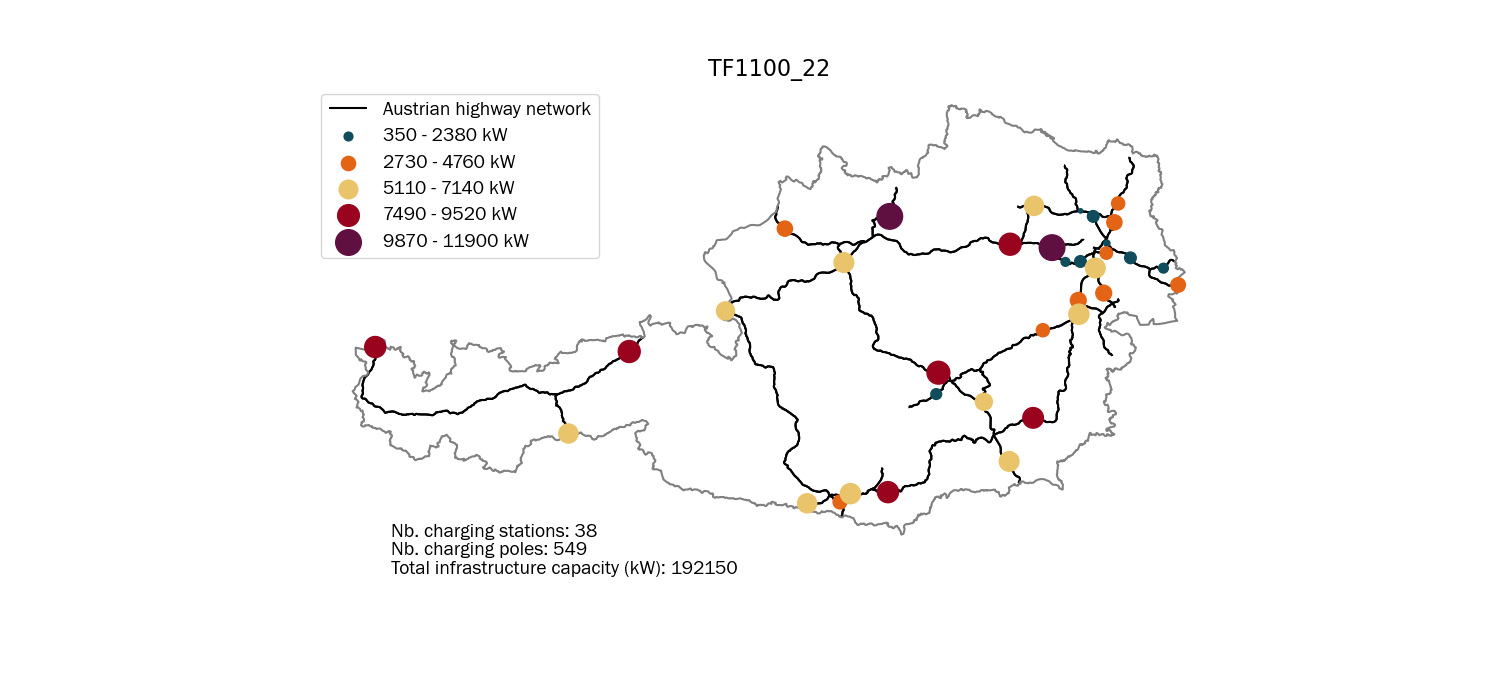 TF1100_22
Austrian highway network
350 - 2380 kW
2730 - 4760 kW
5110 - 7140 kW
7490 - 9520 kW
9870 - 11900 kW
Nb. charging stations: 38
Nb. charging poles: 549
Total infrastructure capacity (kW): 192150